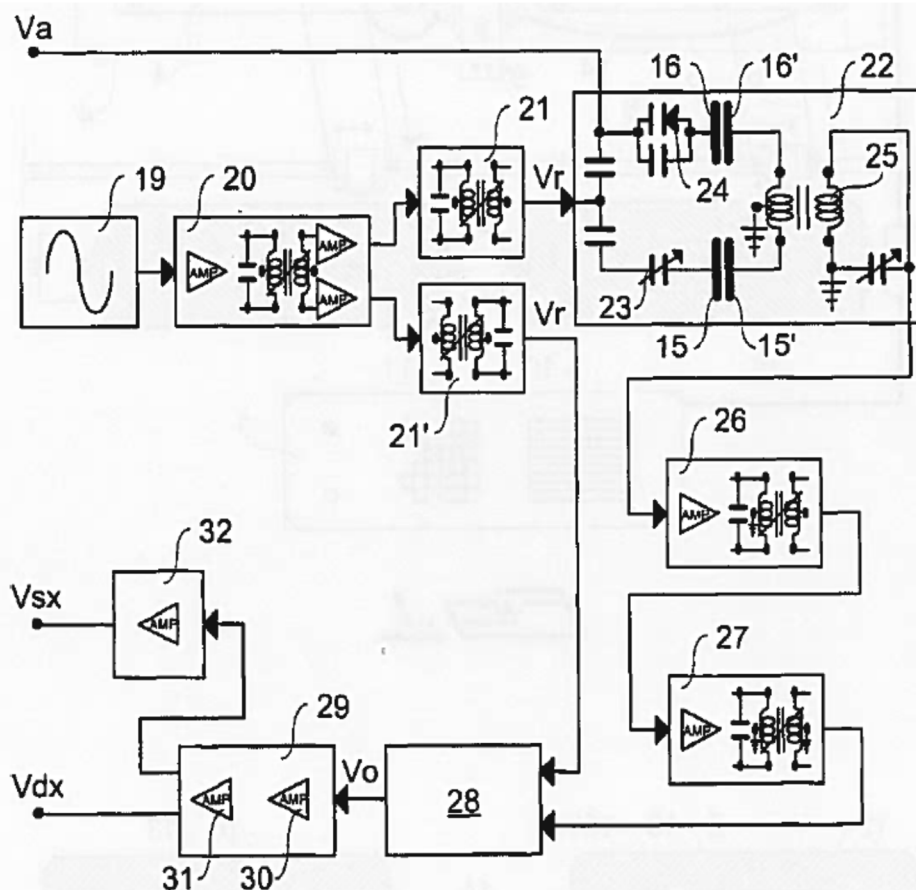 Va
16 16' 22
21
19 20 AMP AMP AMP Vr 24 25
23
Vr
15 15'
21'
26
AMP
32
Vsx AMP
27
AMP
29
Vo
Vdx AMP AMP 28
31 30